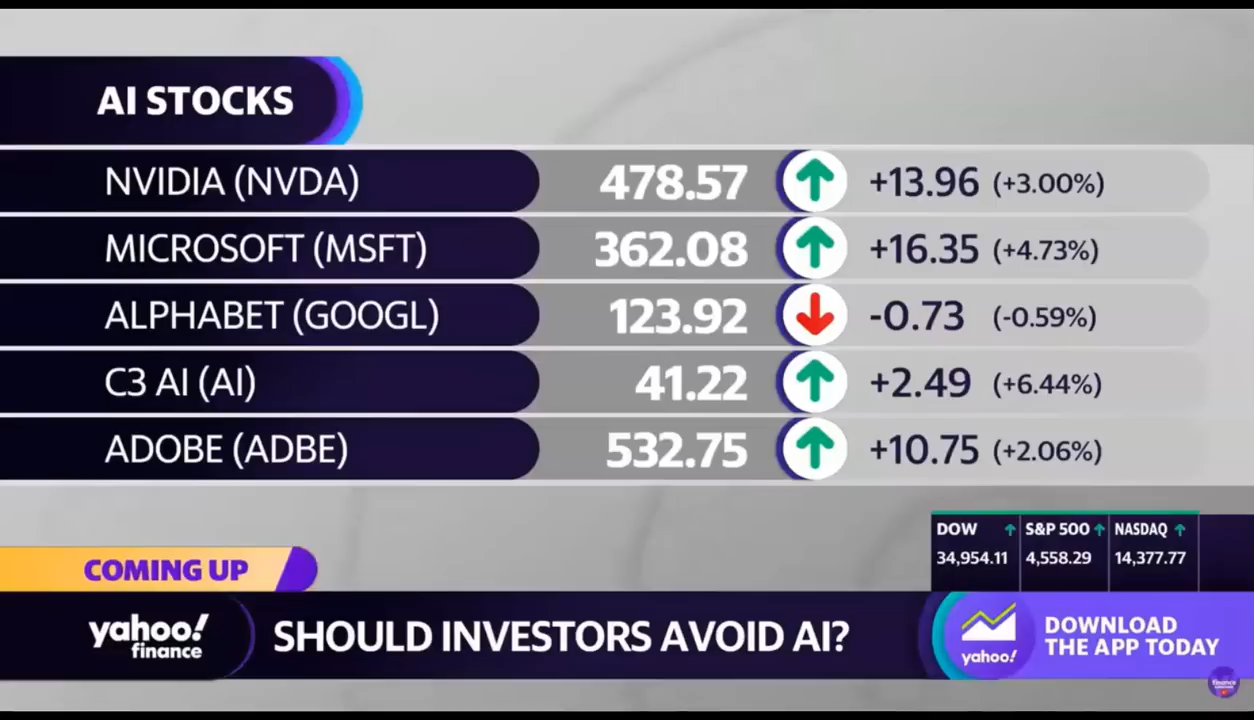 AI STOCKS
NVIDIA (NVDA) 478.57 +13.96 (+3.00%)
MICROSOFT (MSFT) 362.08 +16.35 (+4.73%)
ALPHABET (GOOGL) 123.92 -0.73 (-0.59%)
C3 AI (AI) 41.22 +2.49 (+6.44%)
ADOBE (ADBE) 532.75 +10.75 (+2.06%)
DOW S&P 500 NASDAQ
34,954.11 4,558.29 14,377.77
COMING UP
yahoo!
finance
SHOULD INVESTORS AVOID AI?
yahoo!
DOWNLOAD
THE APP TODAY